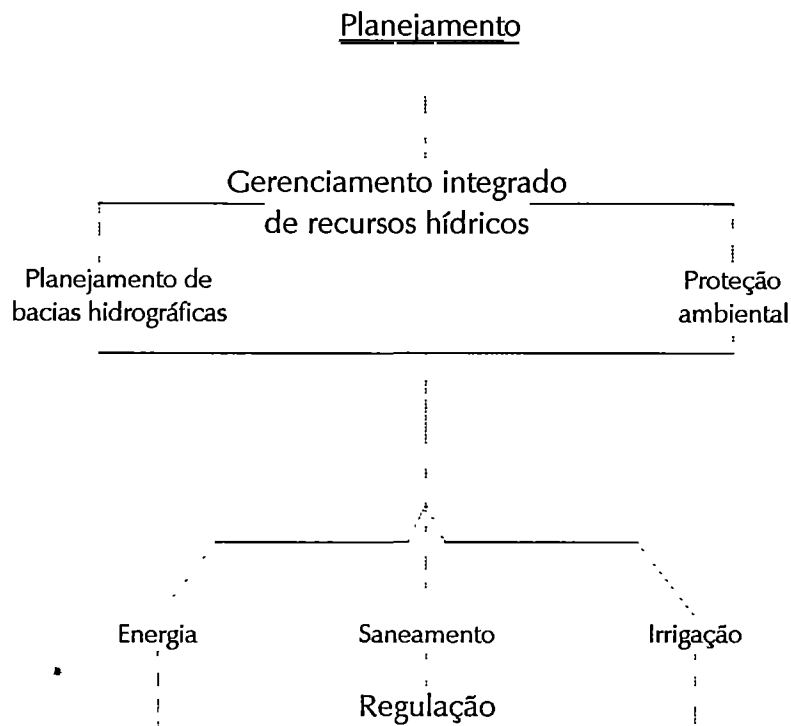 Planejamento
Gerenciamento integrado
de recursos hídricos
Planejamento de
bacias hidrográficas
Proteção
ambiental
Energia
Saneamento
Irrigação
Regulação